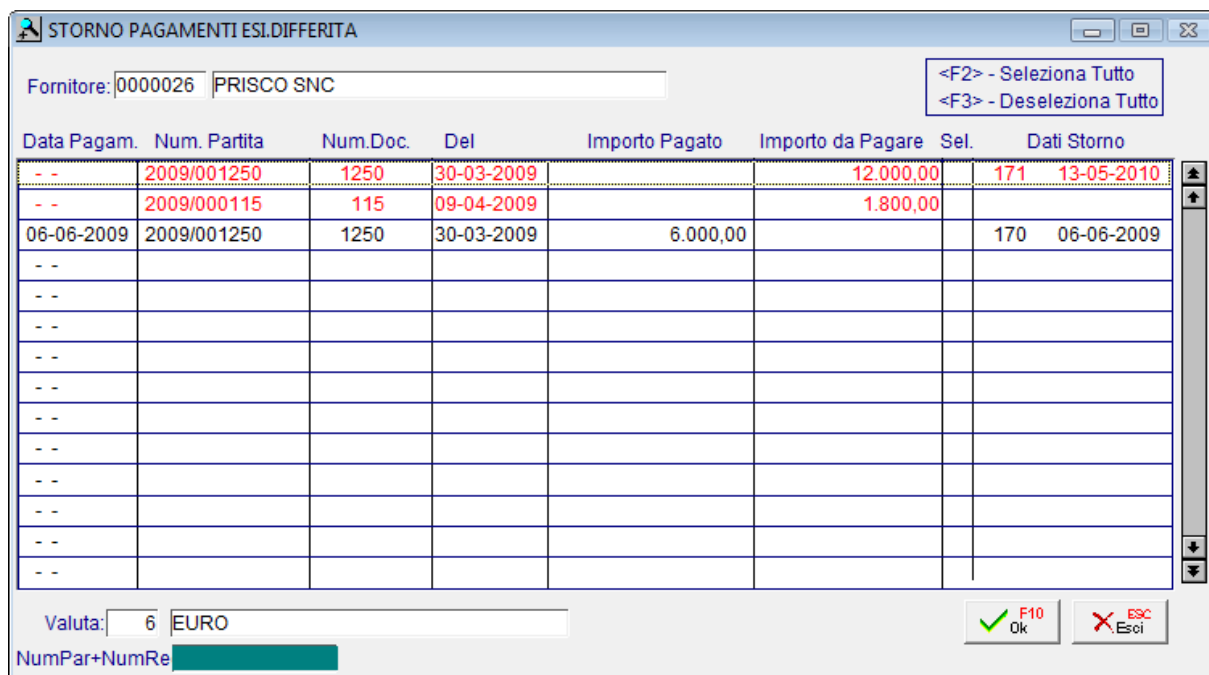 STORNO PAGAMENTI ESI.DIFFERITA
Fornitore: 0000026 PRISCO SNC
<F2> - Seleziona Tutto
<F3> - Deseleziona Tutto
Data Pagam. Num. Partita Num.Doc. Del Importo Pagato Importo da Pagare Sel. Dati Storno
- - 2009/001250 1250 30-03-2009 12.000,00 171 13-05-2010
- - 2009/000115 115 09-04-2009 1.800,00
06-06-2009 2009/001250 1250 30-03-2009 6.000,00 170 06-06-2009
- -
- -
- -
- -
- -
- -
- -
- -
- -
- -
- -
Valuta: 6 EURO
F10 Ok
ESC Esci
NumPar+NumRe